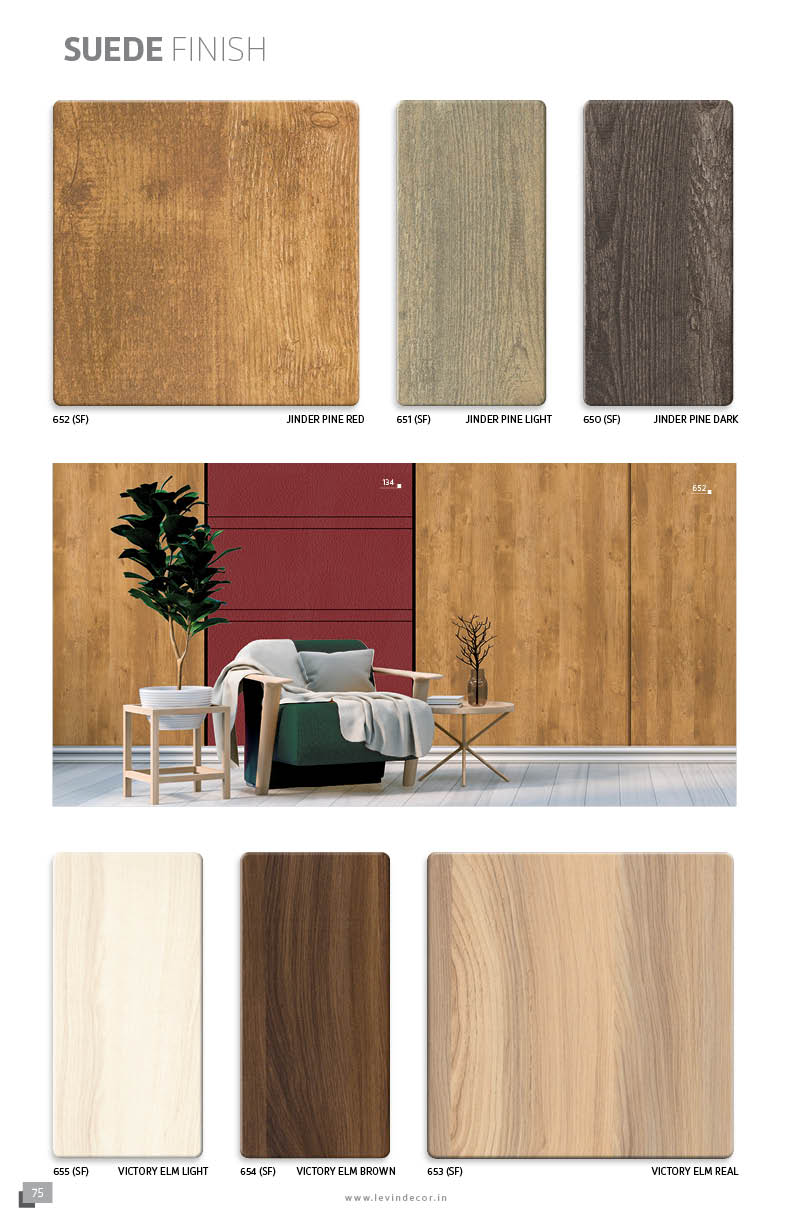 SUEDE FINISH
652 (SF) JINDER PINE RED
651 (SF) JINDER PINE LIGHT
650 (SF) JINDER PINE DARK
134
652
655 (SF) VICTORY ELM LIGHT
654 (SF) VICTORY ELM BROWN
653 (SF) VICTORY ELM REAL
75
www.levindecor.in